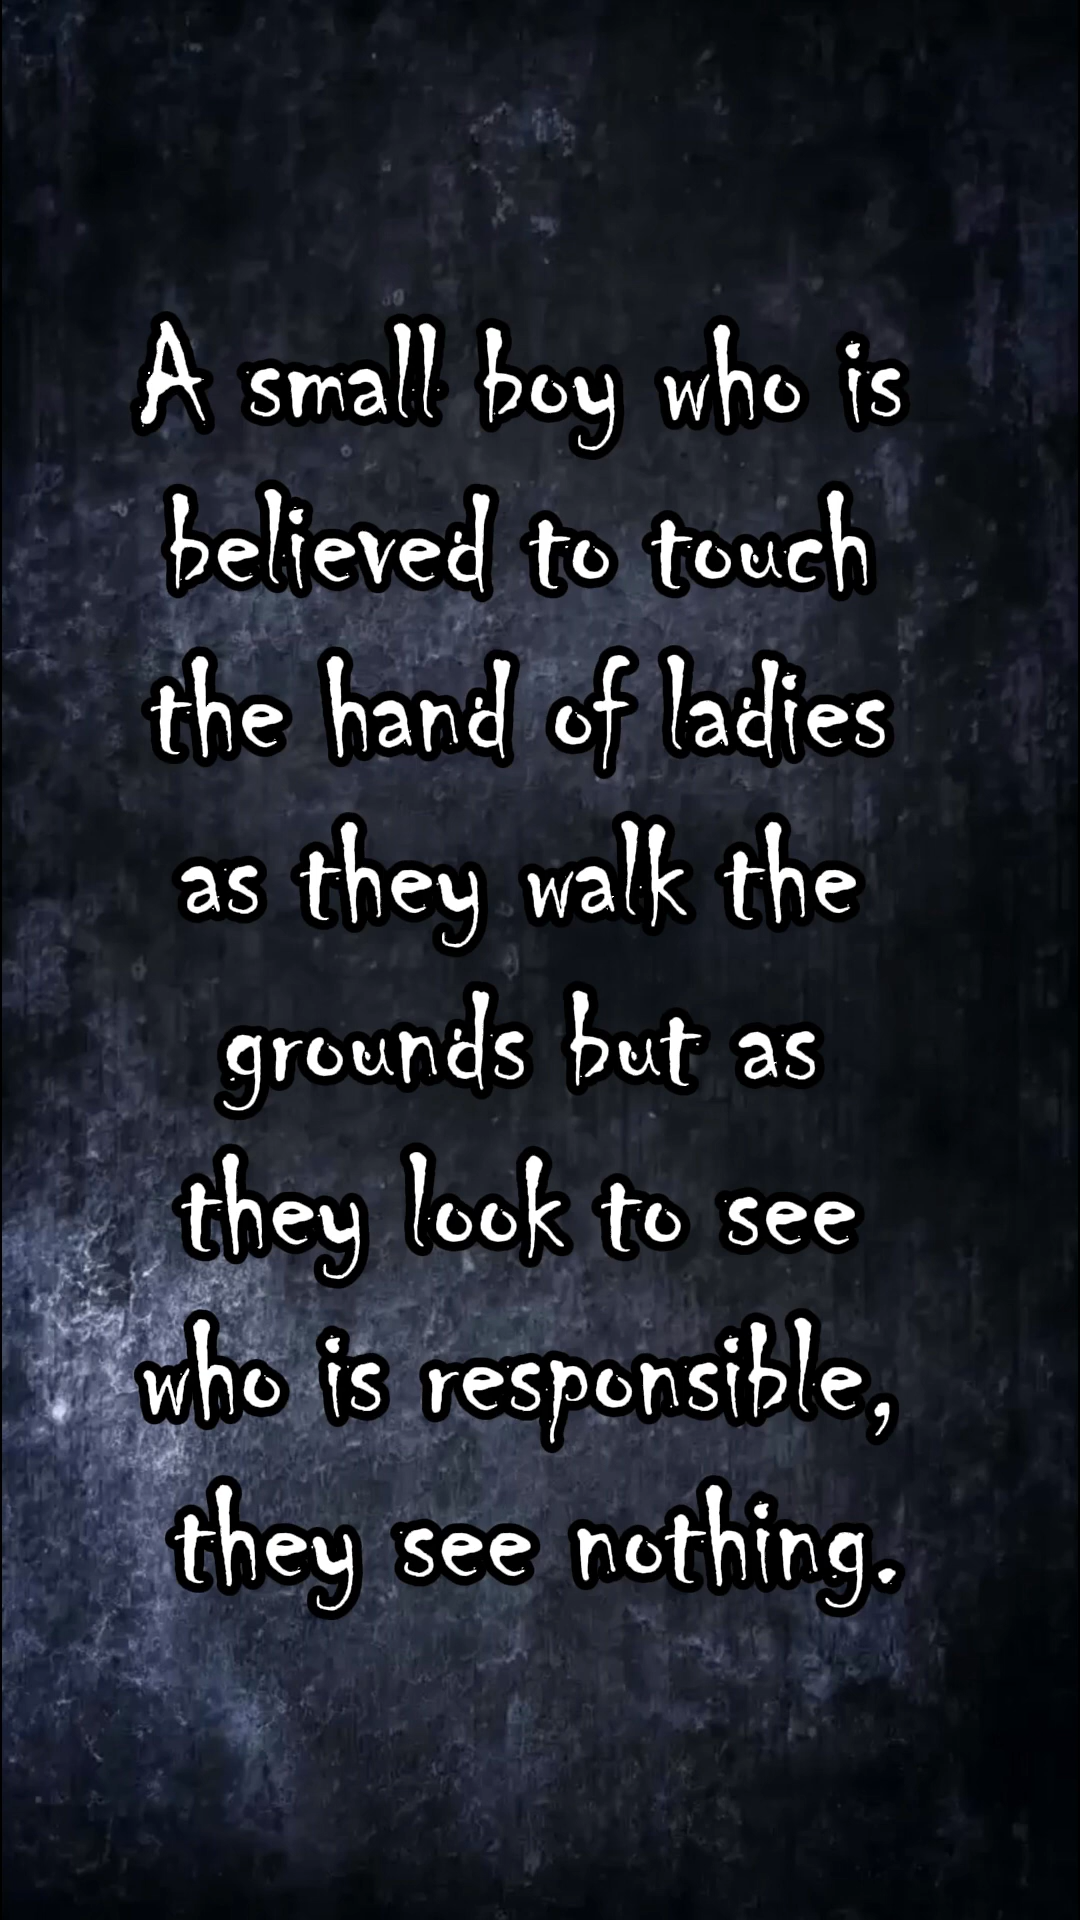 A small boy who is
believed to touch
the hand of ladies
as they walk the
grounds but as
they look to see
who is responsible,
they see nothing.